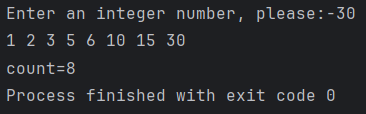 Enter an integer number, please:-30
1 2 3 5 6 10 15 30
count=8
Process finished with exit code 0